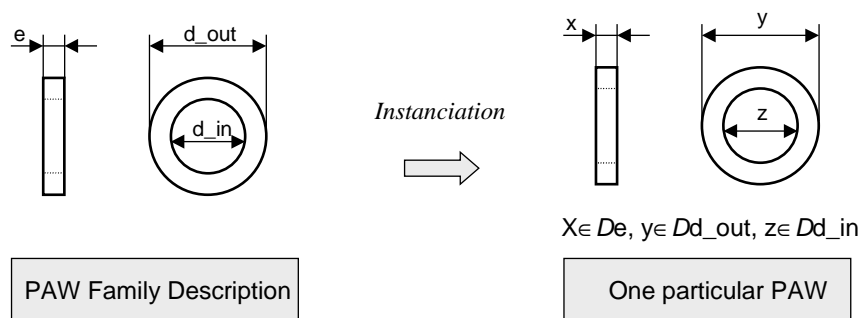 e
d_out
d_in
Instanciation
x
y
z
X∈ De, y∈ Dd_out, z∈ Dd_in
PAW Family Description
One particular PAW